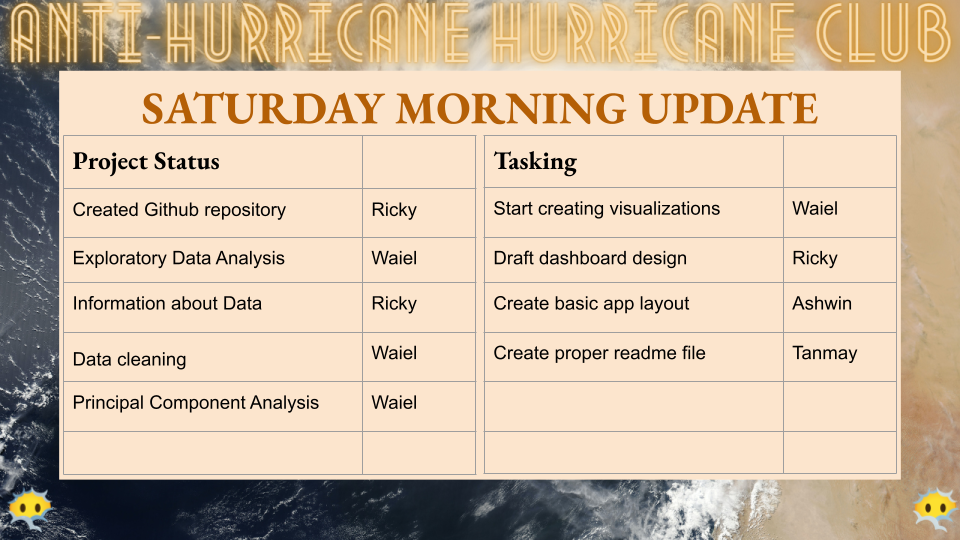 ANTI-HURRICANE HURRICANE CLUB
SATURDAY MORNING UPDATE
Project Status
Created Github repository Ricky
Exploratory Data Analysis Waiel
Information about Data Ricky
Data cleaning Waiel
Principal Component Analysis Waiel
Tasking
Start creating visualizations Waiel
Draft dashboard design Ricky
Create basic app layout Ashwin
Create proper readme file Tanmay